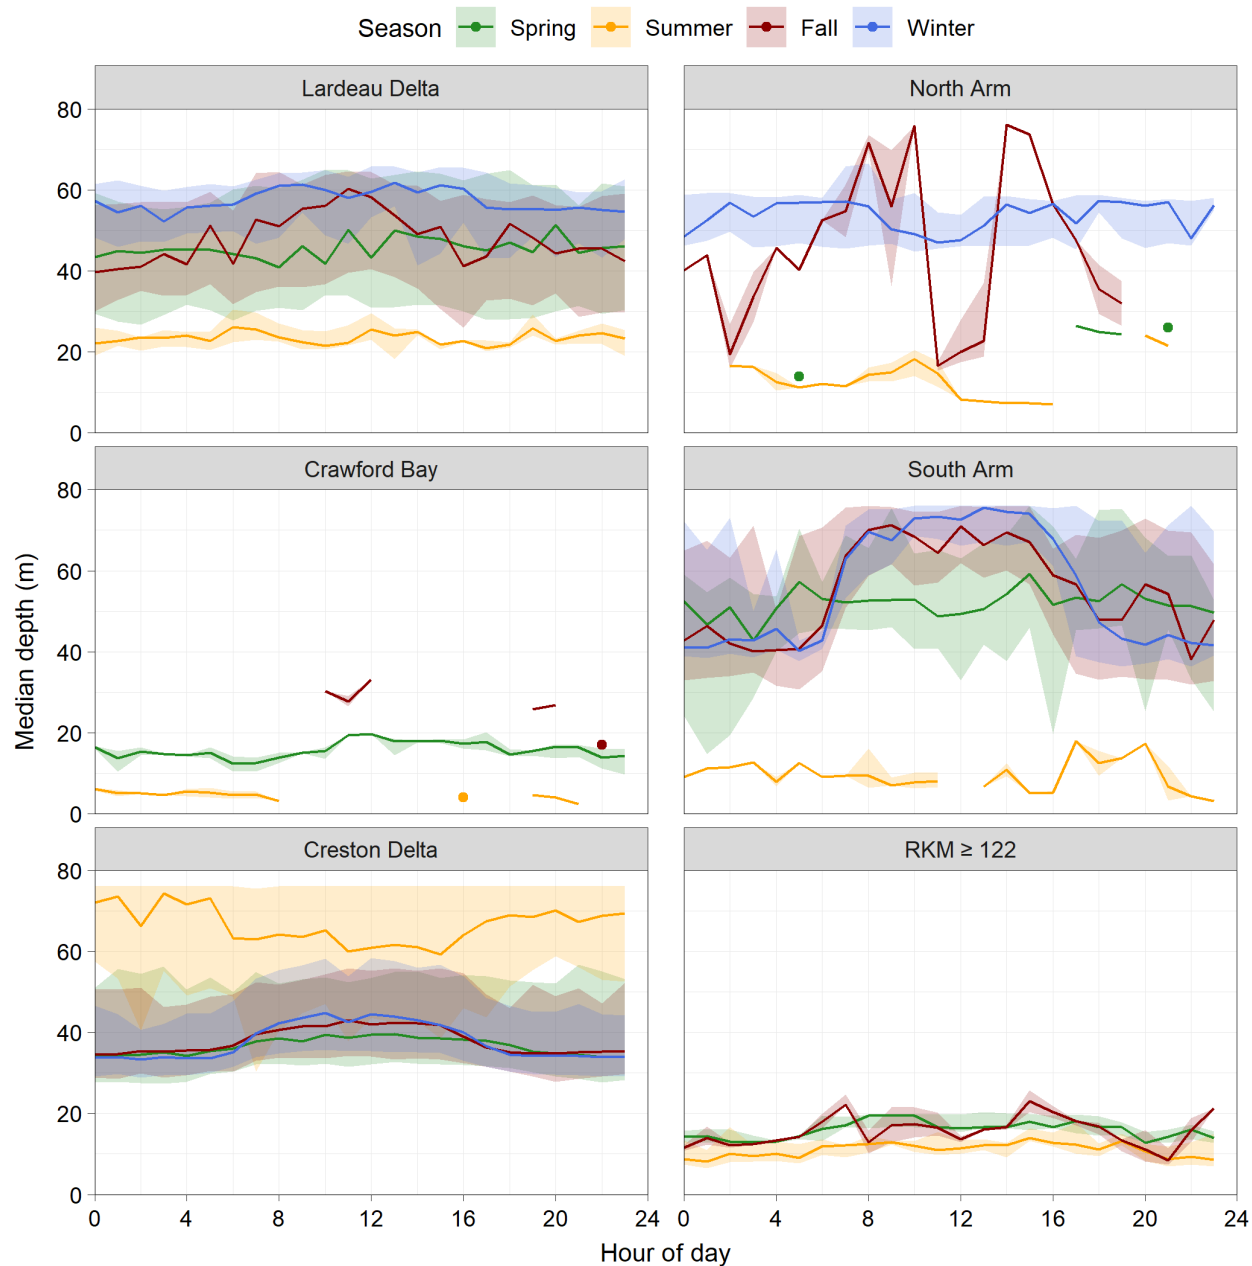 Season Spring Summer Fall Winter
Lardeau Delta North Arm
80
60
40
20
0
Crawford Bay South Arm
80
60
40
20
0
Median depth (m)
Creston Delta RKM ≥ 122
80
60
40
20
0
0 4 8 12 16 20 24 0 4 8 12 16 20 24
Hour of day